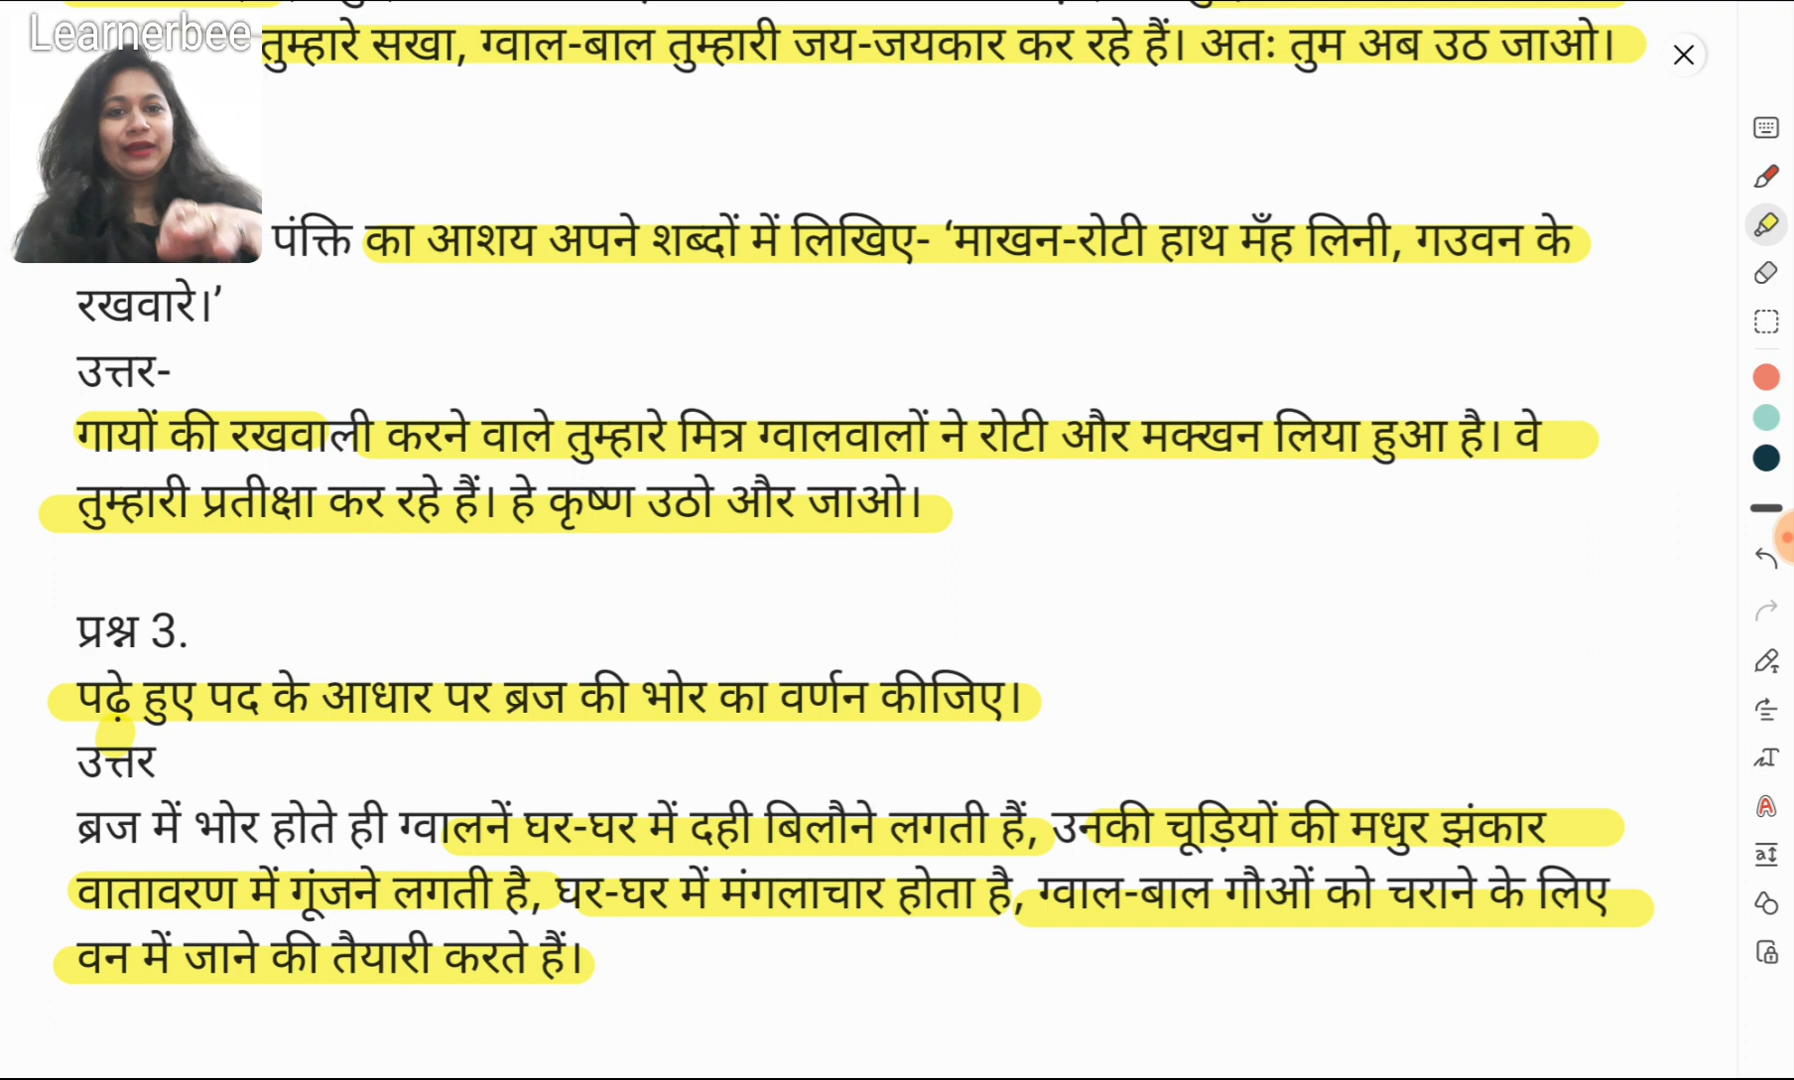 Learnerbee
तुम्हारे सखा, ग्वाल-बाल तुम्हारी जय-जयकार कर रहे हैं। अतः तुम अब उठ जाओ।
पंक्ति का आशय अपने शब्दों में लिखिए- ‘माखन-रोटी हाथ मँह लिनी, गउवन के
रखवारे।’
उत्तर-
गायों की रखवाली करने वाले तुम्हारे मित्र ग्वालवालों ने रोटी और मक्खन लिया हुआ है। वे
तुम्हारी प्रतीक्षा कर रहे हैं। हे कृष्ण उठो और जाओ।
प्रश्न 3.
पढ़े हुए पद के आधार पर ब्रज की भोर का वर्णन कीजिए।
उत्तर
ब्रज में भोर होते ही ग्वालनें घर-घर में दही बिलौने लगती हैं, उनकी चूड़ियों की मधुर झंकार
वातावरण में गूंजने लगती है, घर-घर में मंगलाचार होता है, ग्वाल-बाल गौओं को चराने के लिए
वन में जाने की तैयारी करते हैं।